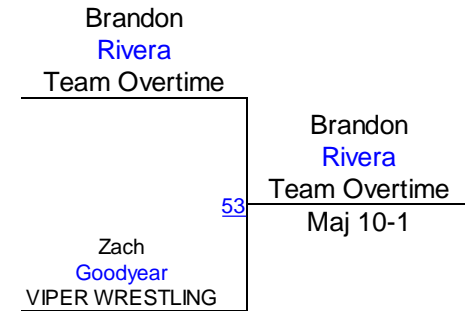 Brandon
Rivera
Team Overtime
Brandon
Rivera
Team Overtime
53
Maj 10-1
Zach
Goodyear
VIPER WRESTLING